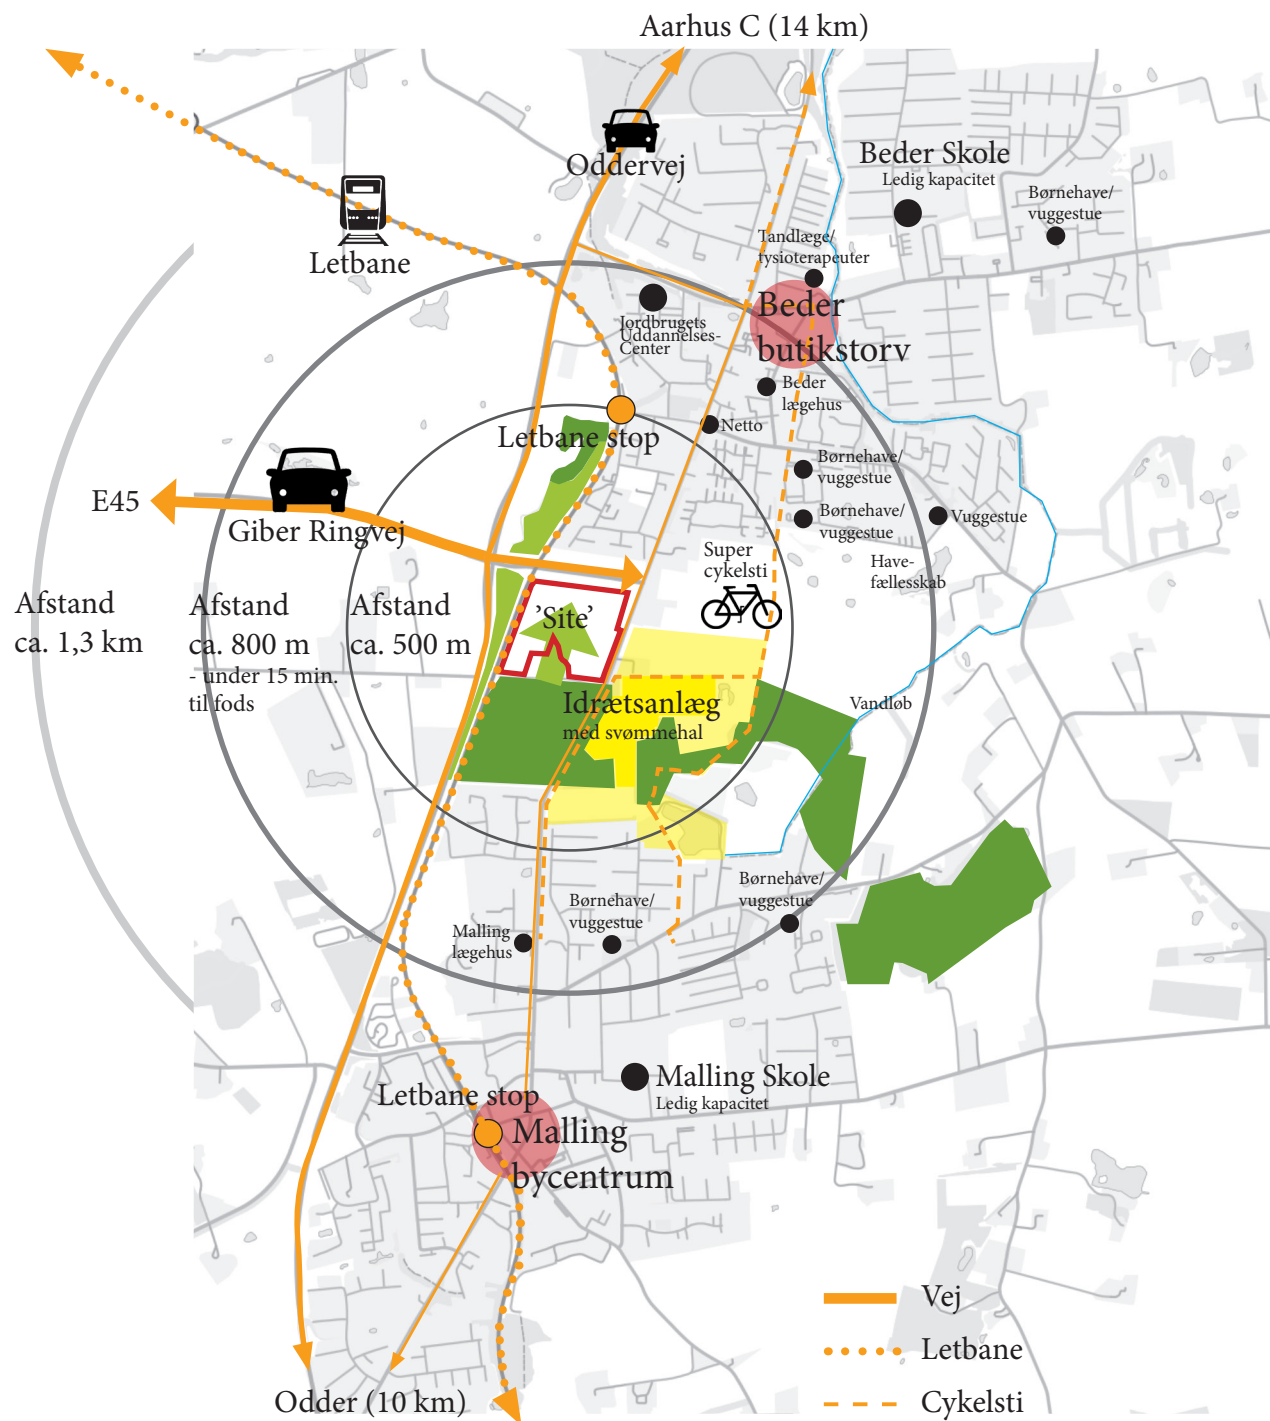 Aarhus C (14 km)
Oddervej
Beder Skole
Ledig kapacitet
Børnehave/
vuggestue
Letbane
Tandlæge/
fysioterapeuter
Beder
butikstorv
Jordbrugets
Uddannelses-
Center
Beder
lægehus
Netto
Letbane stop
Børnehave/
vuggestue
E45
Giber Ringvej
Børnehave/
vuggestue
Vuggestue
Super
cykelsti
Have-
fællesskab
Afstand
ca. 1,3 km
Afstand
ca. 800 m
- under 15 min.
til fods
Afstand
ca. 500 m
'Site'
Idrætsanlæg
med svømmehal
Vandløb
Børnehave/
vuggestue
Børnehave/
vuggestue
Malling
lægehus
Malling Skole
Ledig kapacitet
Letbane stop
Malling
bycentrum
Odder (10 km)
Vej
Letbane
Cykelsti